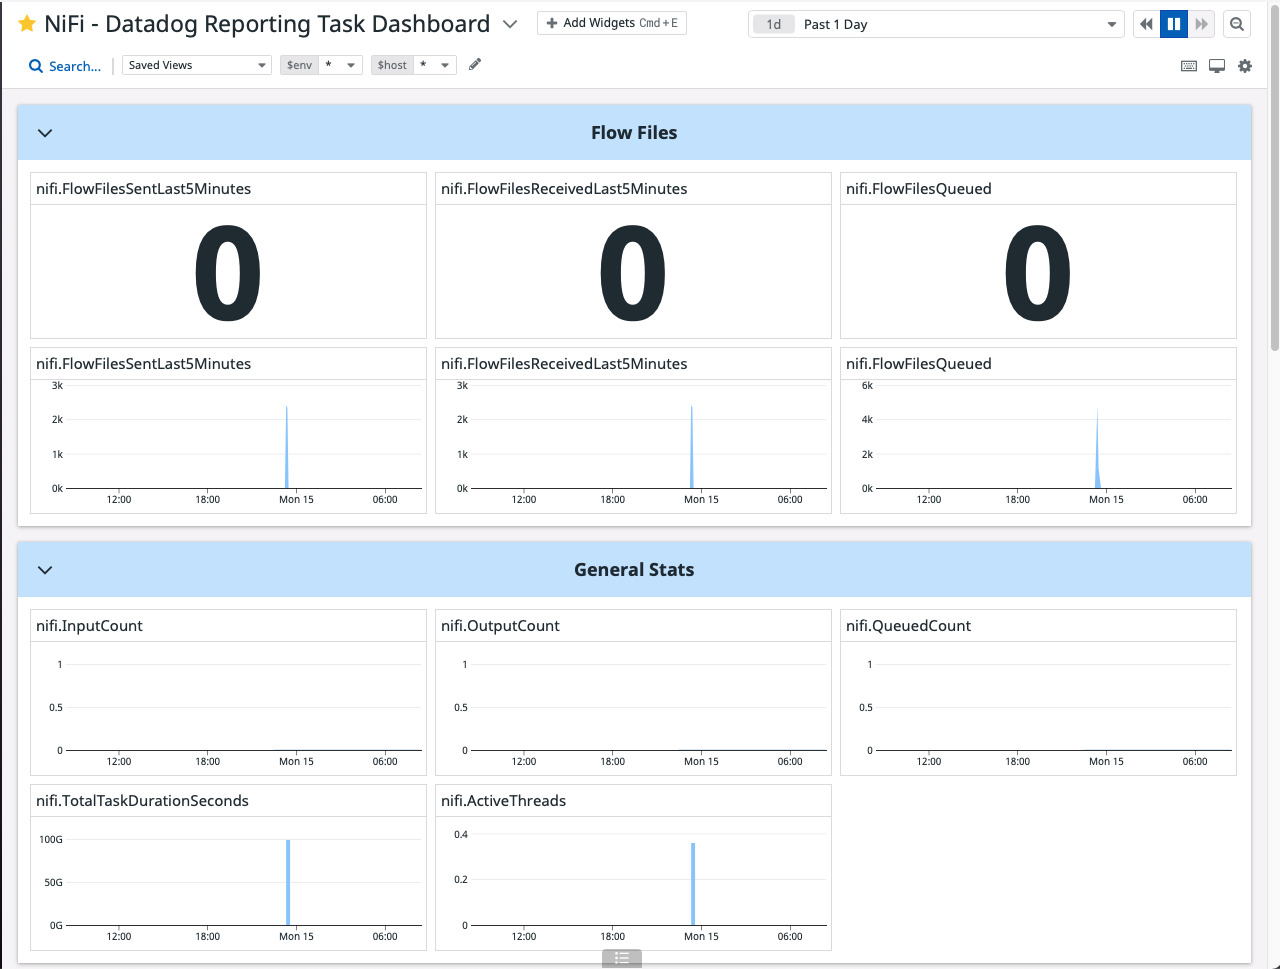 NiFi - Datadog Reporting Task Dashboard
+ Add Widgets Cmd+E
1d Past 1 Day
Search...
Saved Views
$env *
$host *
Flow Files
nifi.FlowFilesSentLast5Minutes
nifi.FlowFilesReceivedLast5Minutes
nifi.FlowFilesQueued
0
0
0
nifi.FlowFilesSentLast5Minutes
3k
2k
1k
0k
12:00 18:00 Mon 15 06:00
nifi.FlowFilesReceivedLast5Minutes
3k
2k
1k
0k
12:00 18:00 Mon 15 06:00
nifi.FlowFilesQueued
6k
4k
2k
0k
12:00 18:00 Mon 15 06:00
General Stats
nifi.InputCount
1
0.5
0
12:00 18:00 Mon 15 06:00
nifi.OutputCount
1
0.5
0
12:00 18:00 Mon 15 06:00
nifi.QueuedCount
1
0.5
0
12:00 18:00 Mon 15 06:00
nifi.TotalTaskDurationSeconds
100G
50G
0G
12:00 18:00 Mon 15 06:00
nifi.ActiveThreads
0.4
0.2
0
12:00 18:00 Mon 15 06:00